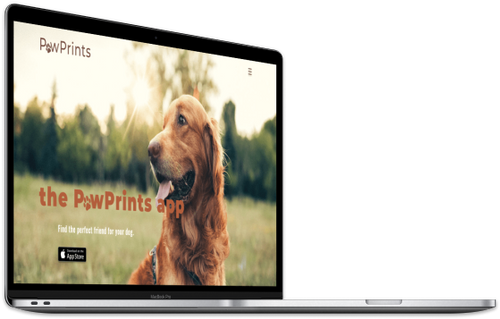 PawPrints
the PawPrints app
Find the perfect friend for your dog.
Download on the
App Store
MacBook Pro